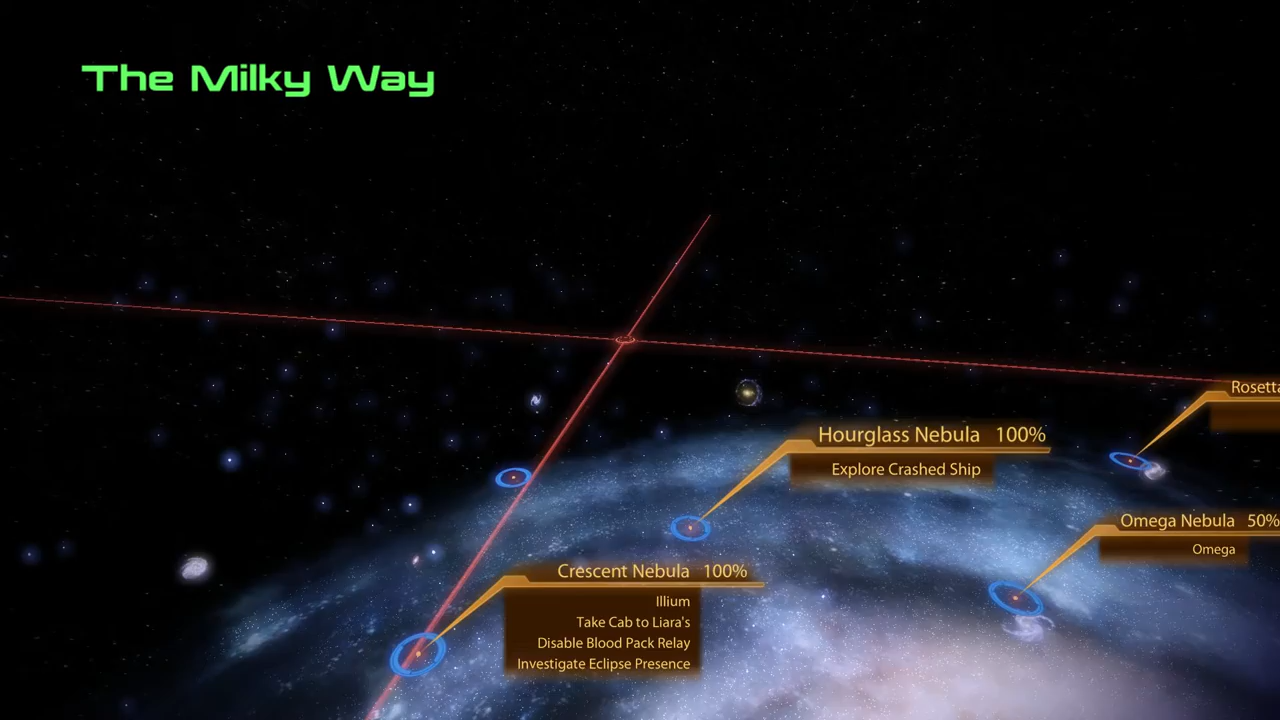 The Milky Way
Rosetta
Hourglass Nebula 100%
Explore Crashed Ship
Omega Nebula 50%
Omega
Crescent Nebula 100%
Illium
Take Cab to Liara's
Disable Blood Pack Relay
Investigate Eclipse Presence